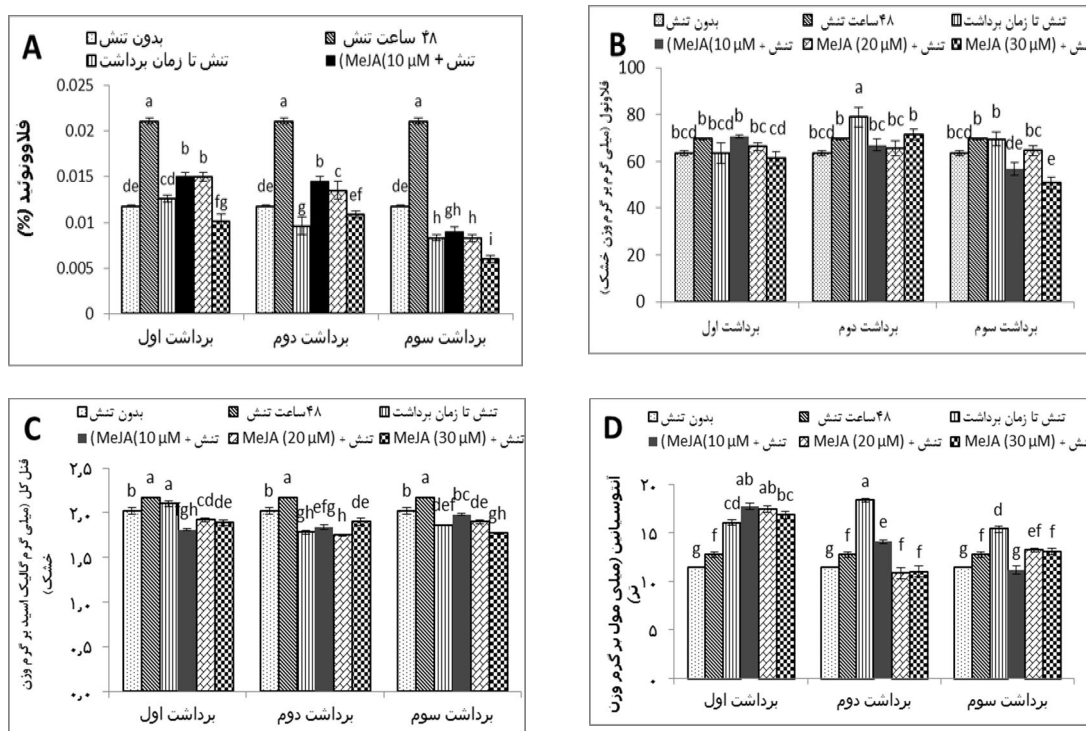 A
بدون تنش
۴۸ ساعت تنش
تنش تا زمان برداشت
تنش + (MeJA(10 µM
فلاوونوئید (%)
0.025
0.02
0.015
0.01
0.005
0
de a cd b b fg
de a g b c ef
de a h gh h i
برداشت اول برداشت دوم برداشت سوم
B
بدون تنش
۴۸ساعت تنش
تنش تا زمان برداشت
تنش + (MeJA(10 µM
تنش + MeJA (20 µM)
تنش + MeJA (30 µM)
فلاونول (میلی گرم بر گرم وزن خشک)
100
80
60
40
20
0
bcd b bcd b bc cd
bcd b a bc bc b
bcd b b de bc e
برداشت اول برداشت دوم برداشت سوم
C
بدون تنش
۴۸ساعت تنش
تنش تا زمان برداشت
تنش + (MeJA(10 µM
تنش + MeJA (20 µM)
تنش + MeJA (30 µM)
فنل کل (میلی گرم گالیک اسید بر گرم وزن
خشک)
۲٫۵
۲٫۰
۱٫۵
۱٫۰
۰٫۵
۰٫۰
b a a gh cd de
b a gh efg h de
b a def bc de gh
برداشت اول برداشت دوم برداشت سوم
D
بدون تنش
۴۸ساعت تنش
تنش تا زمان برداشت
تنش + (MeJA(10 µM
تنش + MeJA (20 µM)
تنش + MeJA (30 µM)
آنتوسیانین (میلی مول بر گرم وزن
تر)
۲۰
۱۵
۱۰
۵
۰
g f cd ab ab bc
g f a e f f
g f d g ef f
برداشت اول برداشت دوم برداشت سوم